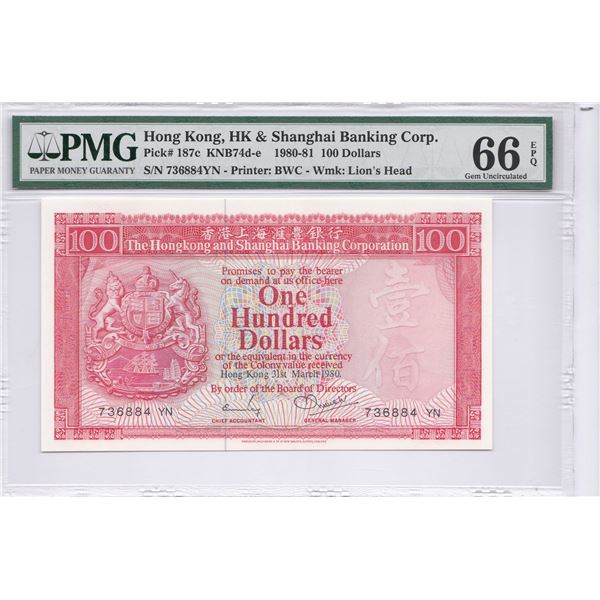 PMG
PAPER MONEY GUARANTY
Hong Kong, HK & Shanghai Banking Corp.
Pick# 187c KNB74d-e 1980-81 100 Dollars
S/N 736884YN - Printer: BWC - Wmk: Lion's Head
66 EPQ
Gem Uncirculated
100
香港上海滙豐銀行
100
The Hongkong and Shanghai Banking Corporation
Promises to pay the bearer
on demand at its office here
One
Hundred
Dollars
or the equivalent in the currency
of the Colony value received
Hong Kong 31st March 1980.
By order of the Board of Directors
壹佰
736884 YN
736884 YN
CHIEF ACCOUNTANT
GENERAL MANAGER